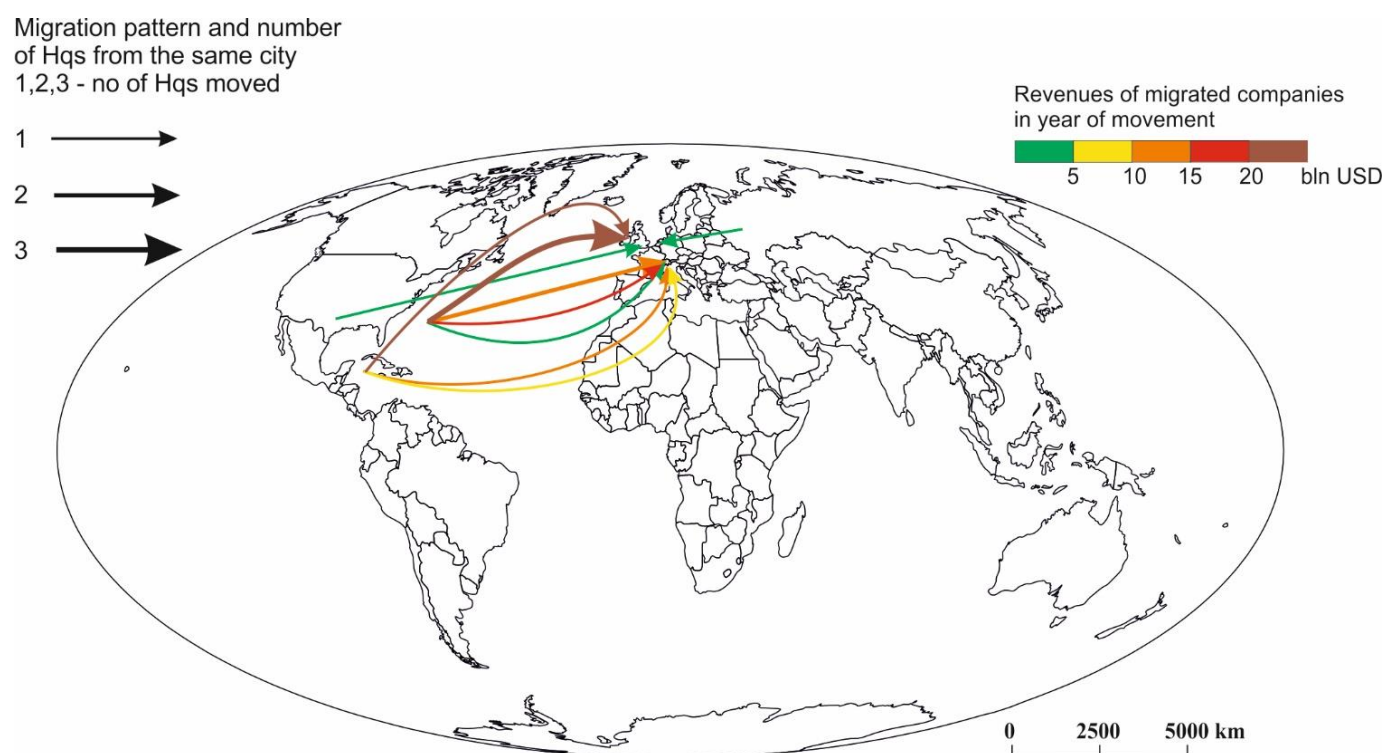 Migration pattern and number
of Hqs from the same city
1,2,3 - no of Hqs moved
1
2
3
Revenues of migrated companies
in year of movement
5 10 15 20 bln USD
0 2500 5000 km